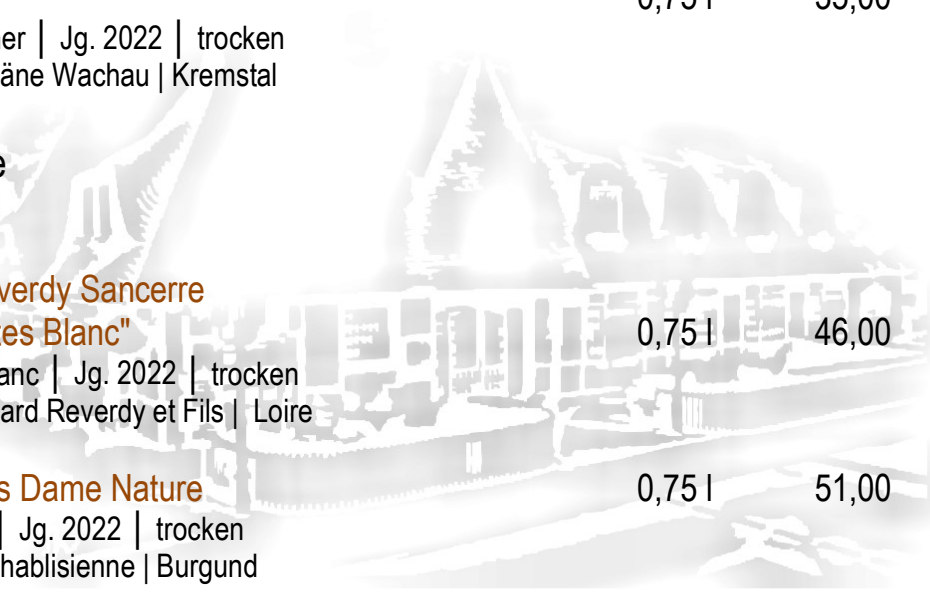 0,75 l 55,00
er │ Jg. 2022 │ trocken
äne Wachau | Kremstal
e
verdy Sancerre
tes Blanc" 0,75 l 46,00
anc │ Jg. 2022 │ trocken
ard Reverdy et Fils | Loire
s Dame Nature 0,75 l 51,00
│ Jg. 2022 │ trocken
hablisienne | Burgund